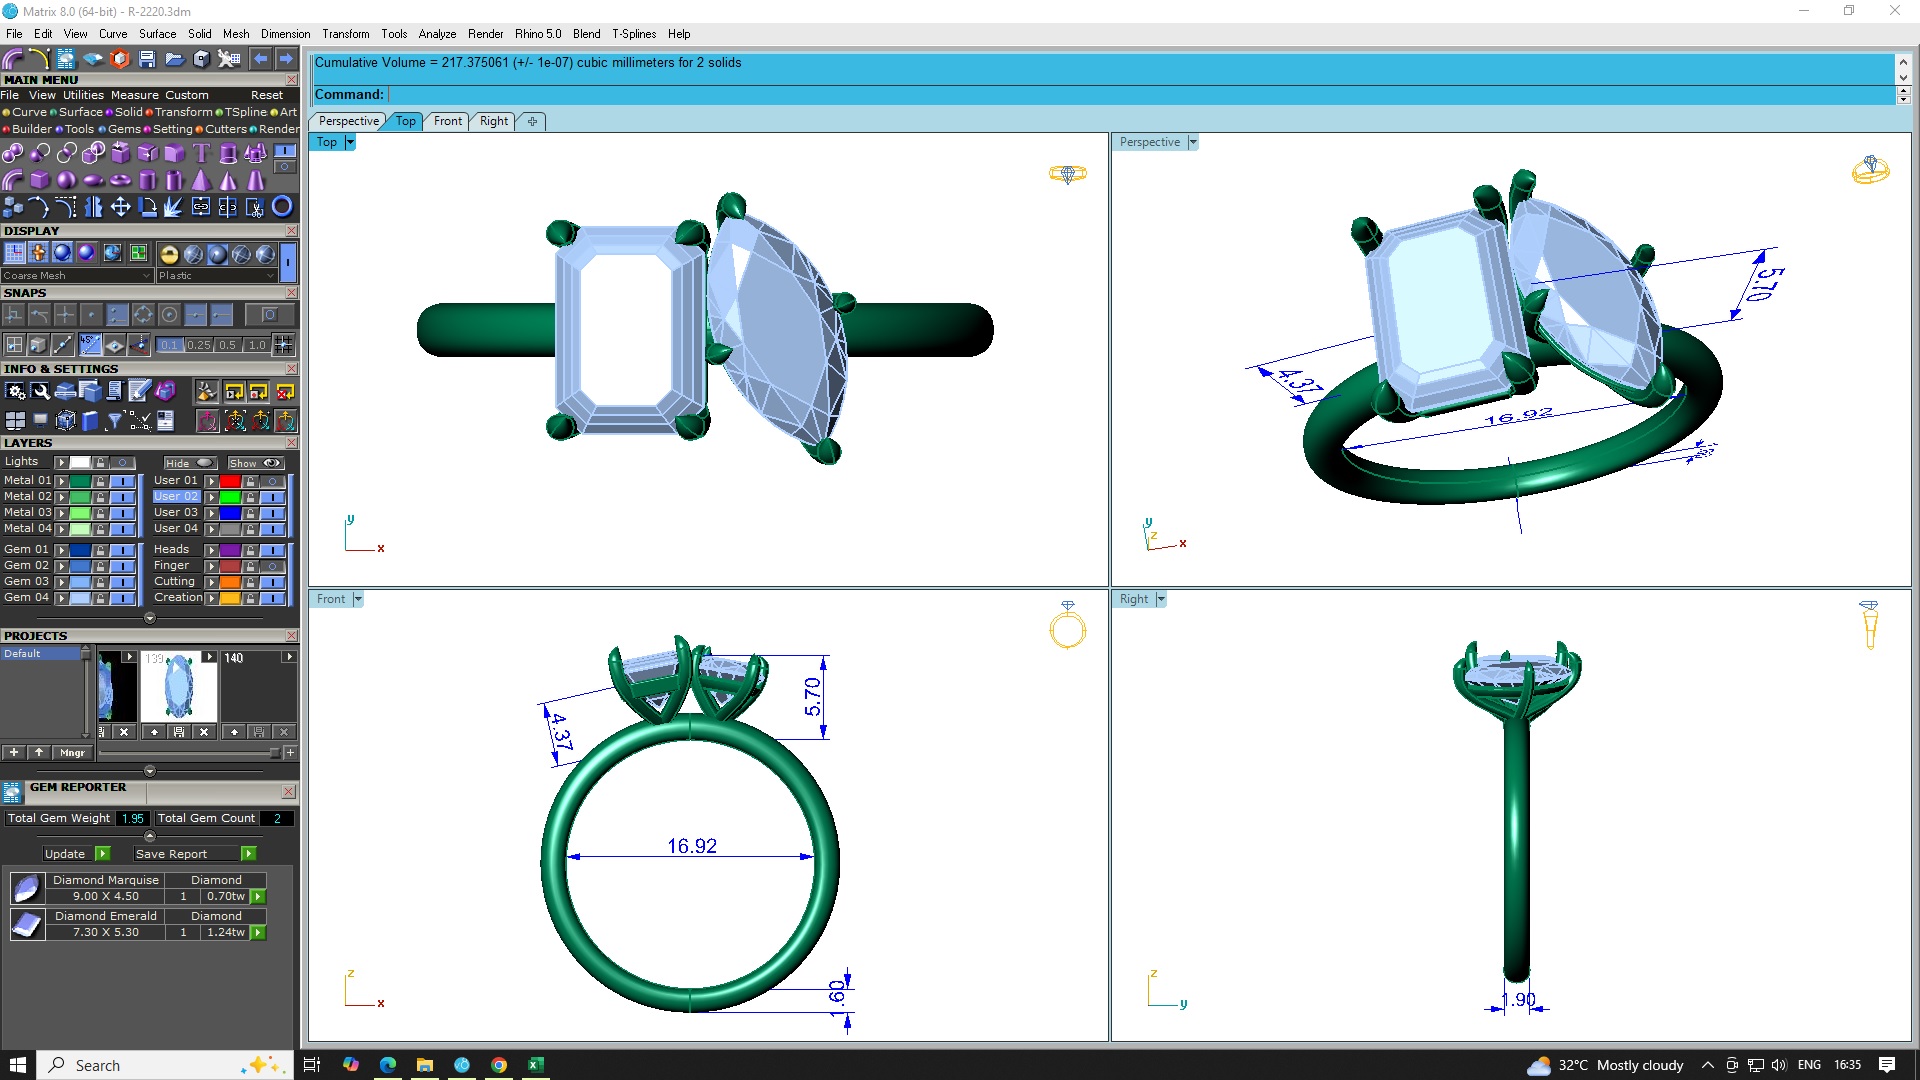 Matrix 8.0 (64-bit) - R-2220.3dm
File Edit View Curve Surface Solid Mesh Dimension Transform Tools Analyze Render Rhino 5.0 Blend T-Splines Help
Cumulative Volume = 217.375061 (+/- 1e-07) cubic millimeters for 2 solids
Command:
Perspective Top Front Right
MAIN MENU
File View Utilities Measure Custom Reset
Curve Surface Solid Transform TSpline Art
Builder Tools Gems Setting Cutters Render
DISPLAY
Coarse Mesh Plastic
SNAPS
45°
0.1 0.25 0.5 1.0
INFO & SETTINGS
LAYERS
Lights Hide Show
Metal 01 User 01
Metal 02 User 02
Metal 03 User 03
Metal 04 User 04
Gem 01 Heads
Gem 02 Finger
Gem 03 Cutting
Gem 04 Creation
PROJECTS
Default
139 140
Mngr
GEM REPORTER
Total Gem Weight 1.95 Total Gem Count 2
Update Save Report
Diamond Marquise Diamond
9.00 X 4.50 1 0.70tw
Diamond Emerald Diamond
7.30 X 5.30 1 1.24tw
Top
y
x
Perspective
5.70
4.37
16.92
y
z
x
Front
4.37
5.70
16.92
1.60
z
x
Right
1.90
z
y
Search
32°C Mostly cloudy ENG 16:35